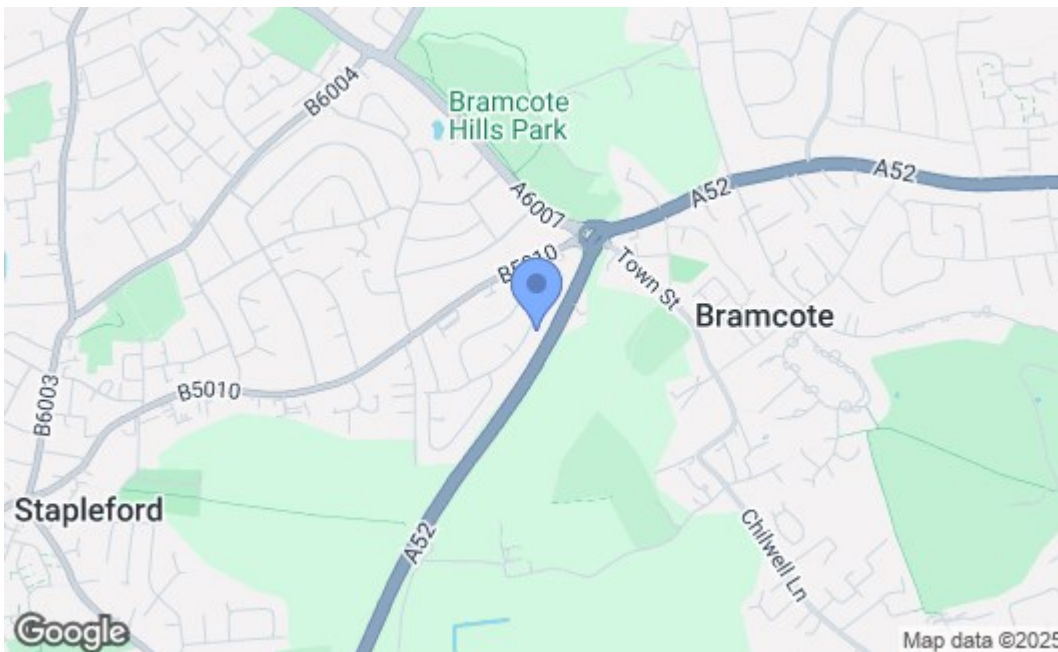 B6004
Bramcote
Hills Park
A6007
A52
A52
B5010
Town St
Bramcote
B6003
B5010
Stapleford
A52
Chilwell Ln
Google
Map data ©2025